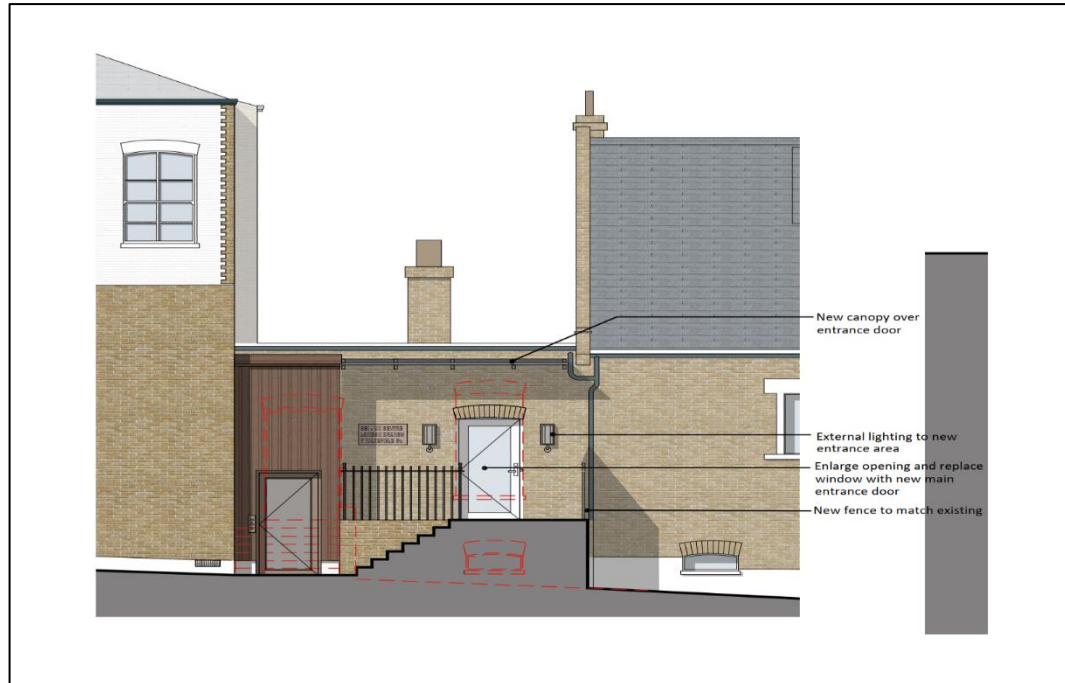 New canopy over
entrance door
External lighting to new
entrance area
Enlarge opening and replace
window with new main
entrance door
New fence to match existing